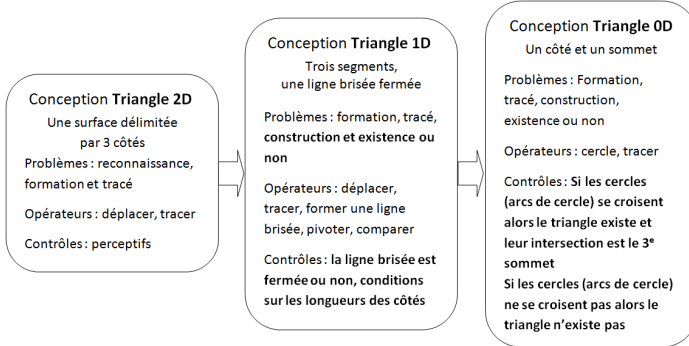 Conception Triangle 2D
Une surface délimitée
par 3 côtés
Problèmes : reconnaissance,
formation et tracé
Opérateurs : déplacer, tracer
Contrôles : perceptifs
Conception Triangle 1D
Trois segments,
une ligne brisée fermée
Problèmes : formation, tracé,
construction et existence ou
non
Opérateurs : déplacer,
tracer, former une ligne
brisée, pivoter, comparer
Contrôles : la ligne brisée est
fermée ou non, conditions
sur les longueurs des côtés
Conception Triangle 0D
Un côté et un sommet
Problèmes : Formation,
tracé, construction,
existence ou non
Opérateurs : cercle, tracer
Contrôles : Si les cercles
(arcs de cercle) se croisent
alors le triangle existe et
leur intersection est le 3e
sommet
Si les cercles (arcs de cercle)
ne se croisent pas alors le
triangle n'existe pas